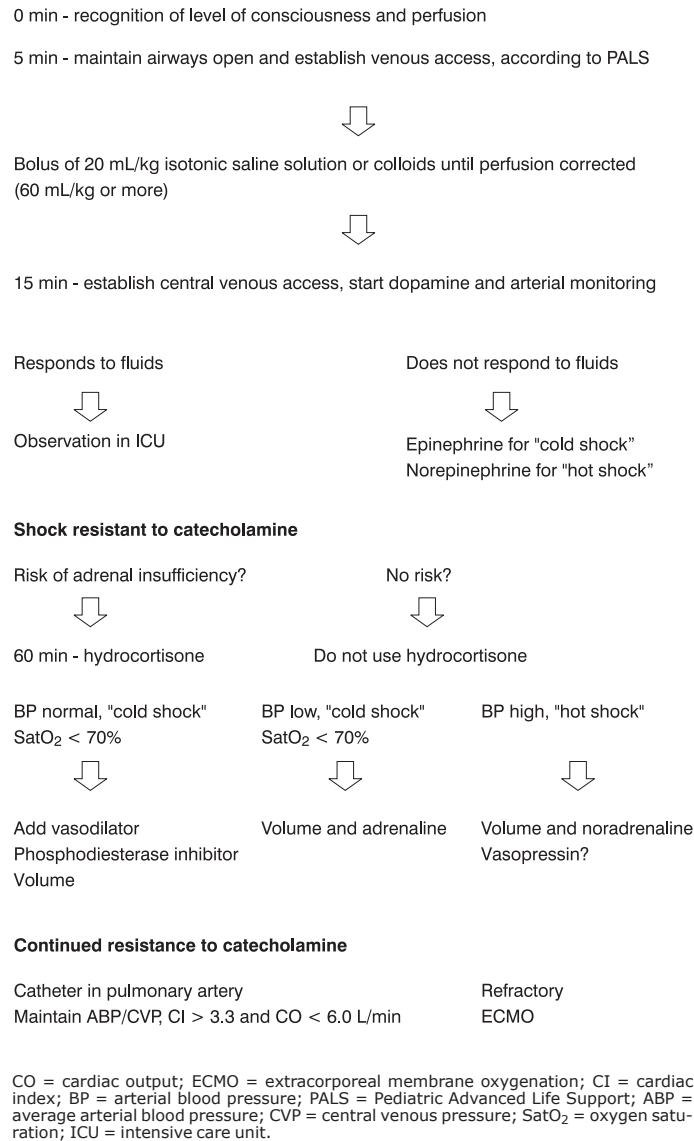 0 min - recognition of level of consciousness and perfusion
5 min - maintain airways open and establish venous access, according to PALS
Bolus of 20 mL/kg isotonic saline solution or colloids until perfusion corrected
(60 mL/kg or more)
15 min - establish central venous access, start dopamine and arterial monitoring
Responds to fluids
Does not respond to fluids
Observation in ICU
Epinephrine for "cold shock”
Norepinephrine for "hot shock”
Shock resistant to catecholamine
Risk of adrenal insufficiency?
No risk?
60 min - hydrocortisone
Do not use hydrocortisone
BP normal, "cold shock"
SatO2 < 70%
BP low, "cold shock"
SatO2 < 70%
BP high, "hot shock"
Add vasodilator
Phosphodiesterase inhibitor
Volume
Volume and adrenaline
Volume and noradrenaline
Vasopressin?
Continued resistance to catecholamine
Catheter in pulmonary artery
Maintain ABP/CVP, CI > 3.3 and CO < 6.0 L/min
Refractory
ECMO
CO = cardiac output; ECMO = extracorporeal membrane oxygenation; CI = cardiac
index; BP = arterial blood pressure; PALS = Pediatric Advanced Life Support; ABP =
average arterial blood pressure; CVP = central venous pressure; SatO2 = oxygen satu-
ration; ICU = intensive care unit.